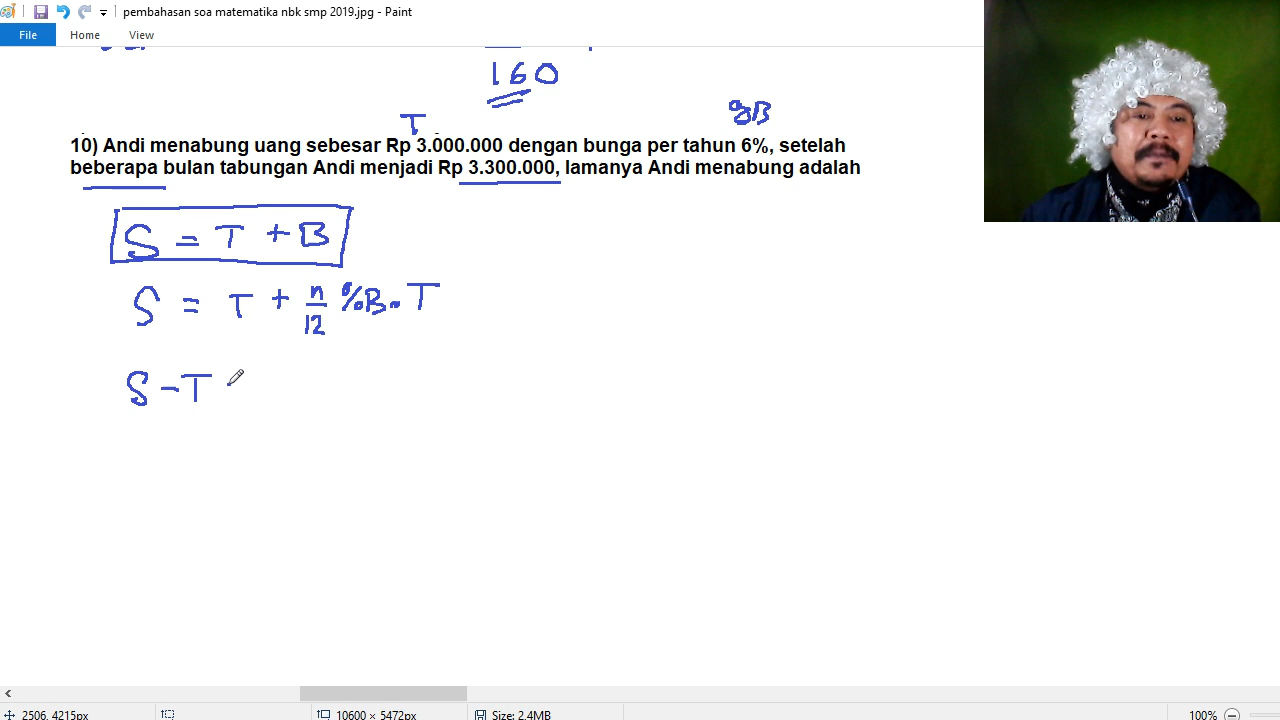 pembahasan soa matematika nbk smp 2019.jpg - Paint
File Home View
160
T %B
10) Andi menabung uang sebesar Rp 3.000.000 dengan bunga per tahun 6%, setelah
beberapa bulan tabungan Andi menjadi Rp 3.300.000, lamanya Andi menabung adalah
S = T + B
S = T + n/12 %B . T
S - T
2506, 4215px 10600 × 5472px Size: 2.4MB 100%